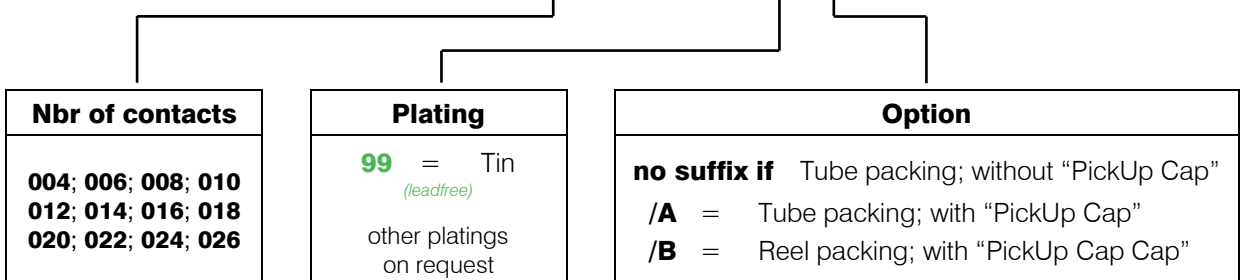 Nbr of contacts
004; 006; 008; 010
012; 014; 016; 018
020; 022; 024; 026
Plating
99 = Tin
(leadfree)
other platings
on request
Option
no suffix if Tube packing; without “PickUp Cap”
/A = Tube packing; with “PickUp Cap”
/B = Reel packing; with “PickUp Cap Cap”